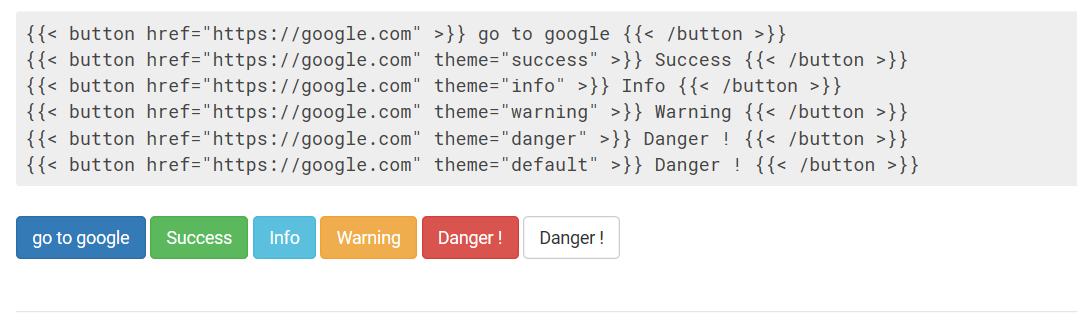 {{< button href="https://google.com" >}} go to google {{< /button >}}
{{< button href="https://google.com" theme="success" >}} Success {{< /button >}}
{{< button href="https://google.com" theme="info" >}} Info {{< /button >}}
{{< button href="https://google.com" theme="warning" >}} Warning {{< /button >}}
{{< button href="https://google.com" theme="danger" >}} Danger ! {{< /button >}}
{{< button href="https://google.com" theme="default" >}} Danger ! {{< /button >}}
go to google Success Info Warning Danger ! Danger !